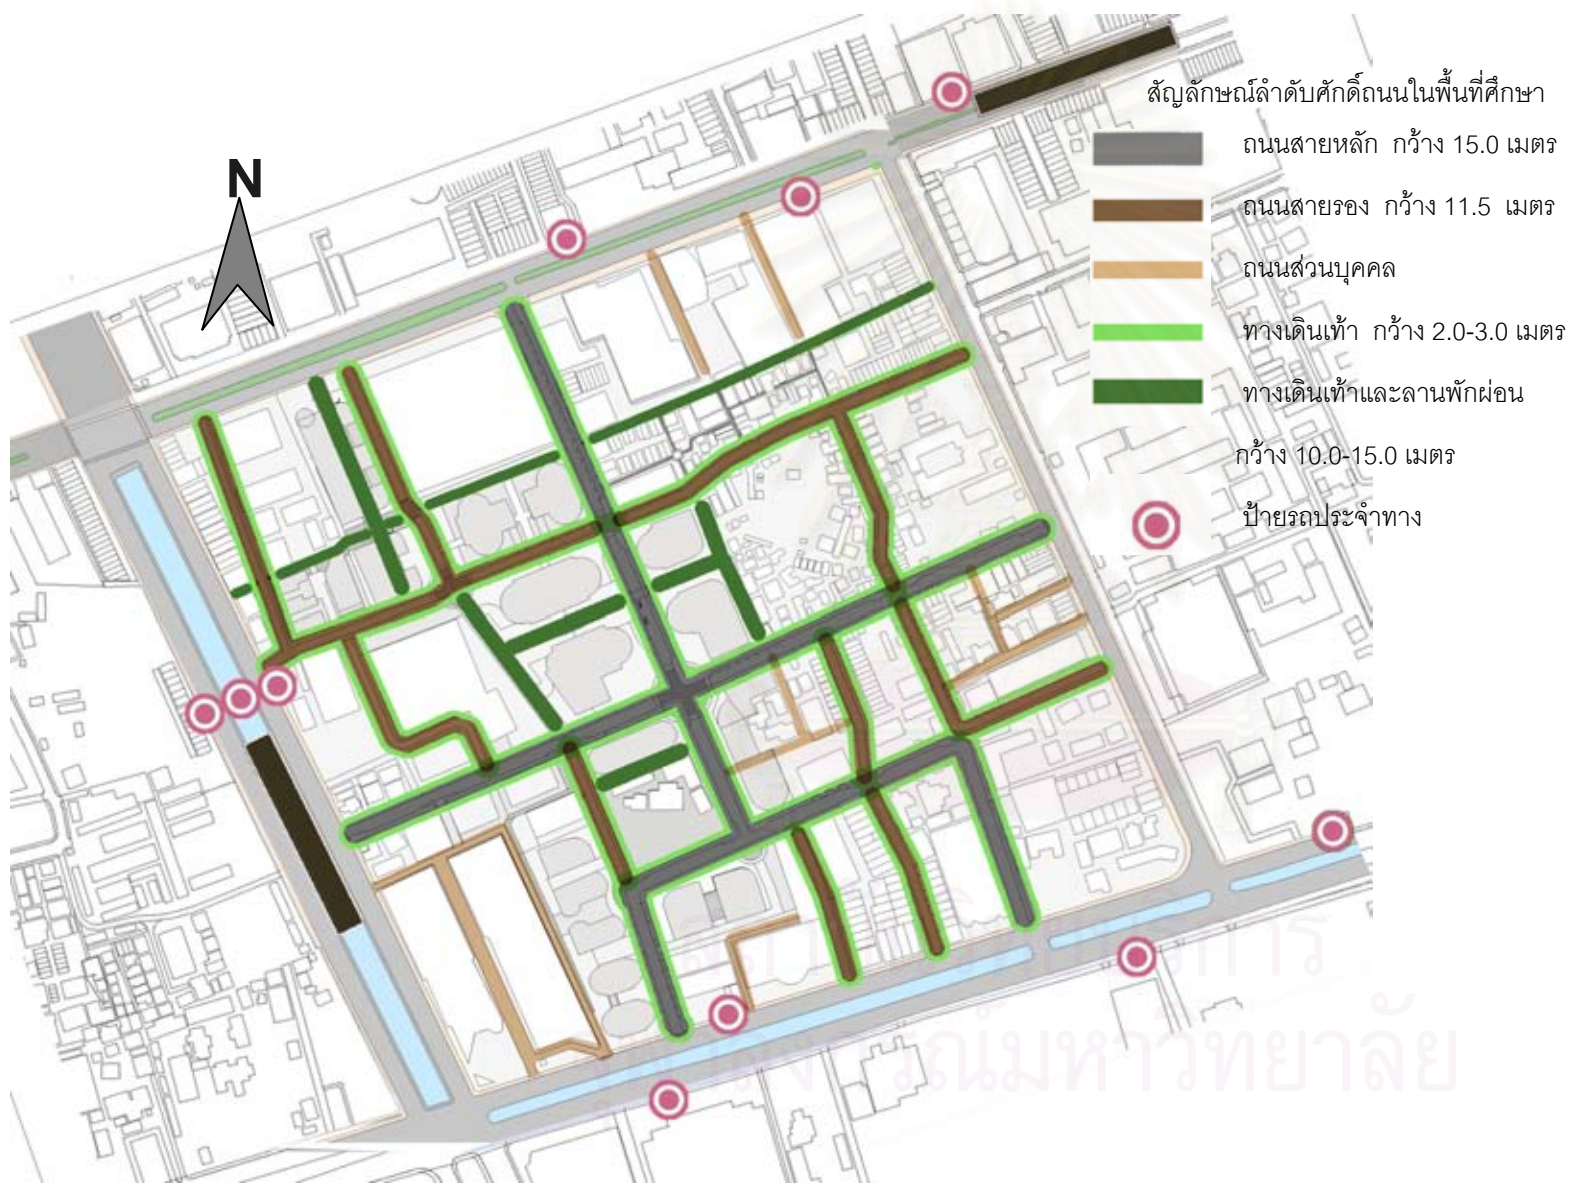 N
สัญลักษณ์ลำดับศักดิ์ถนนในพื้นที่ศึกษา
ถนนสายหลัก กว้าง 15.0 เมตร
ถนนสายรอง กว้าง 11.5 เมตร
ถนนส่วนบุคคล
ทางเดินเท้า กว้าง 2.0-3.0 เมตร
ทางเดินเท้าและลานพักผ่อน
กว้าง 10.0-15.0 เมตร
ป้ายรถประจำทาง